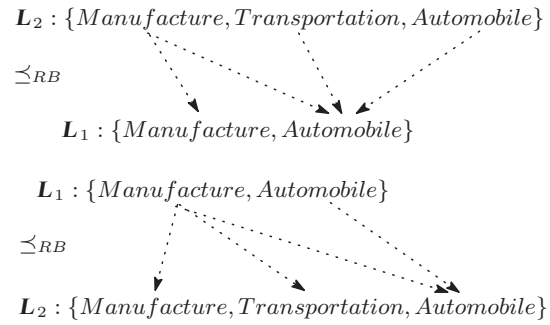 L₂ : {Manufacture, Transportation, Automobile}
⪯RB
L₁ : {Manufacture, Automobile}
L₁ : {Manufacture, Automobile}
⪯RB
L₂ : {Manufacture, Transportation, Automobile}